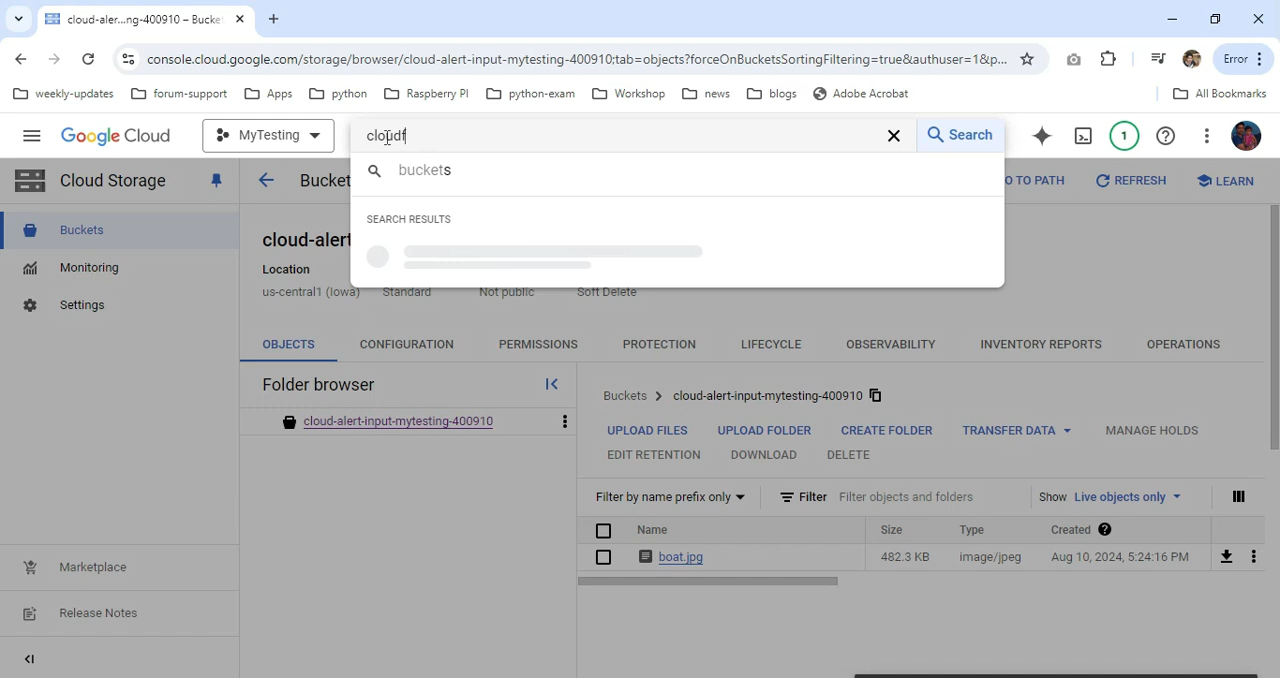 cloud-aler...ng-400910 – Bucke
console.cloud.google.com/storage/browser/cloud-alert-input-mytesting-400910;tab=objects?forceOnBucketsSortingFiltering=true&authuser=1&p...
Error
weekly-updates forum-support Apps python Raspberry PI python-exam Workshop news blogs Adobe Acrobat All Bookmarks
Google Cloud MyTesting cloudf Search 1
buckets
SEARCH RESULTS
Cloud Storage Bucket O TO PATH REFRESH LEARN
Buckets
Monitoring
Settings
Marketplace
Release Notes
cloud-alert
Location
us-central1 (Iowa) Standard Not public Soft Delete
OBJECTS CONFIGURATION PERMISSIONS PROTECTION LIFECYCLE OBSERVABILITY INVENTORY REPORTS OPERATIONS
Folder browser
cloud-alert-input-mytesting-400910
Buckets > cloud-alert-input-mytesting-400910
UPLOAD FILES UPLOAD FOLDER CREATE FOLDER TRANSFER DATA MANAGE HOLDS
EDIT RETENTION DOWNLOAD DELETE
Filter by name prefix only Filter Filter objects and folders Show Live objects only
Name Size Type Created
boat.jpg 482.3 KB image/jpeg Aug 10, 2024, 5:24:16 PM